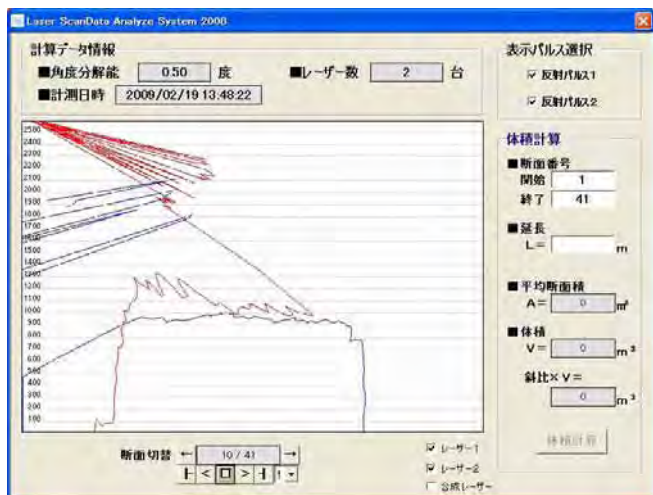 Laser ScanData Analyze System 2008
計算データ情報
■角度分解能 0.50 度 ■レーザー数 2 台
■計測日時 2009/02/19 13:48:22
表示パルス選択
反射パルス1
反射パルス2
2500
2400
2300
2200
2100
2000
1900
1800
1700
1600
1500
1400
1300
1200
1100
1000
900
800
700
600
500
400
300
200
100
体積計算
■断面番号
開始 1
終了 41
■延長
L= m
■平均断面積
A= 0 m²
■体積
V= 0 m³
斜比×V=
0 m³
体積計算
断面切替 ← 10 / 41 →
|- < □ > -| 1
レーザー1
レーザー2
合成レーザー